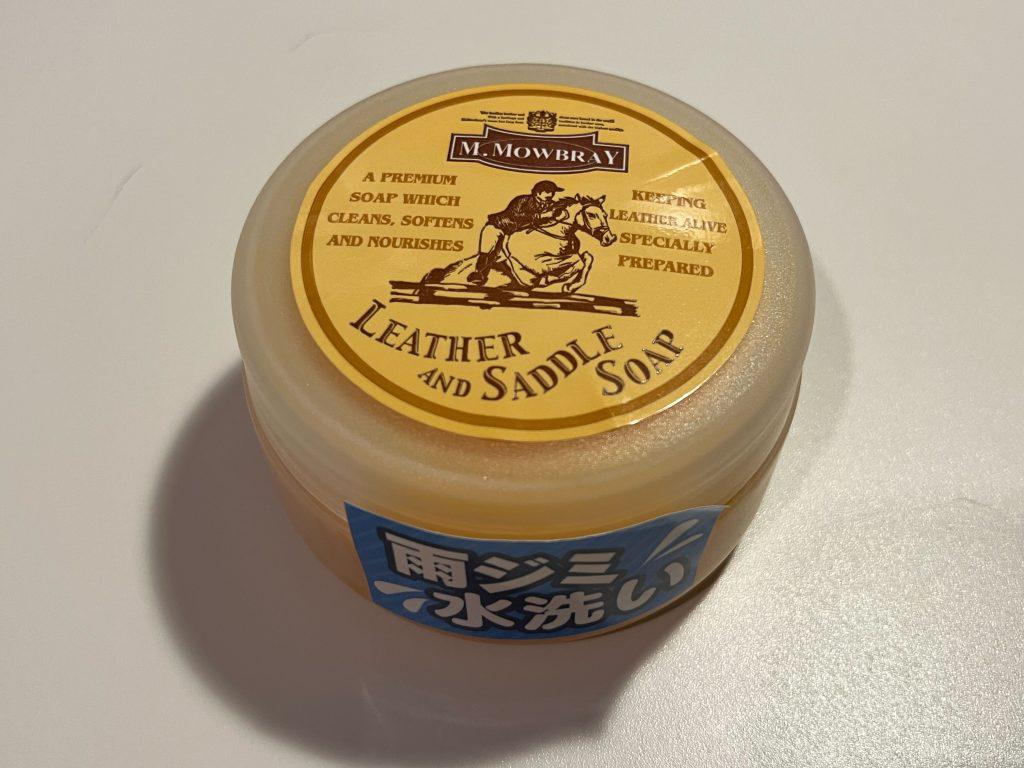 M. MOWBRAY
A PREMIUM
SOAP WHICH
CLEANS, SOFTENS
AND NOURISHES
KEEPING
LEATHER ALIVE
SPECIALLY
PREPARED
LEATHER
AND SADDLE
SOAP
雨ジミ
水洗い